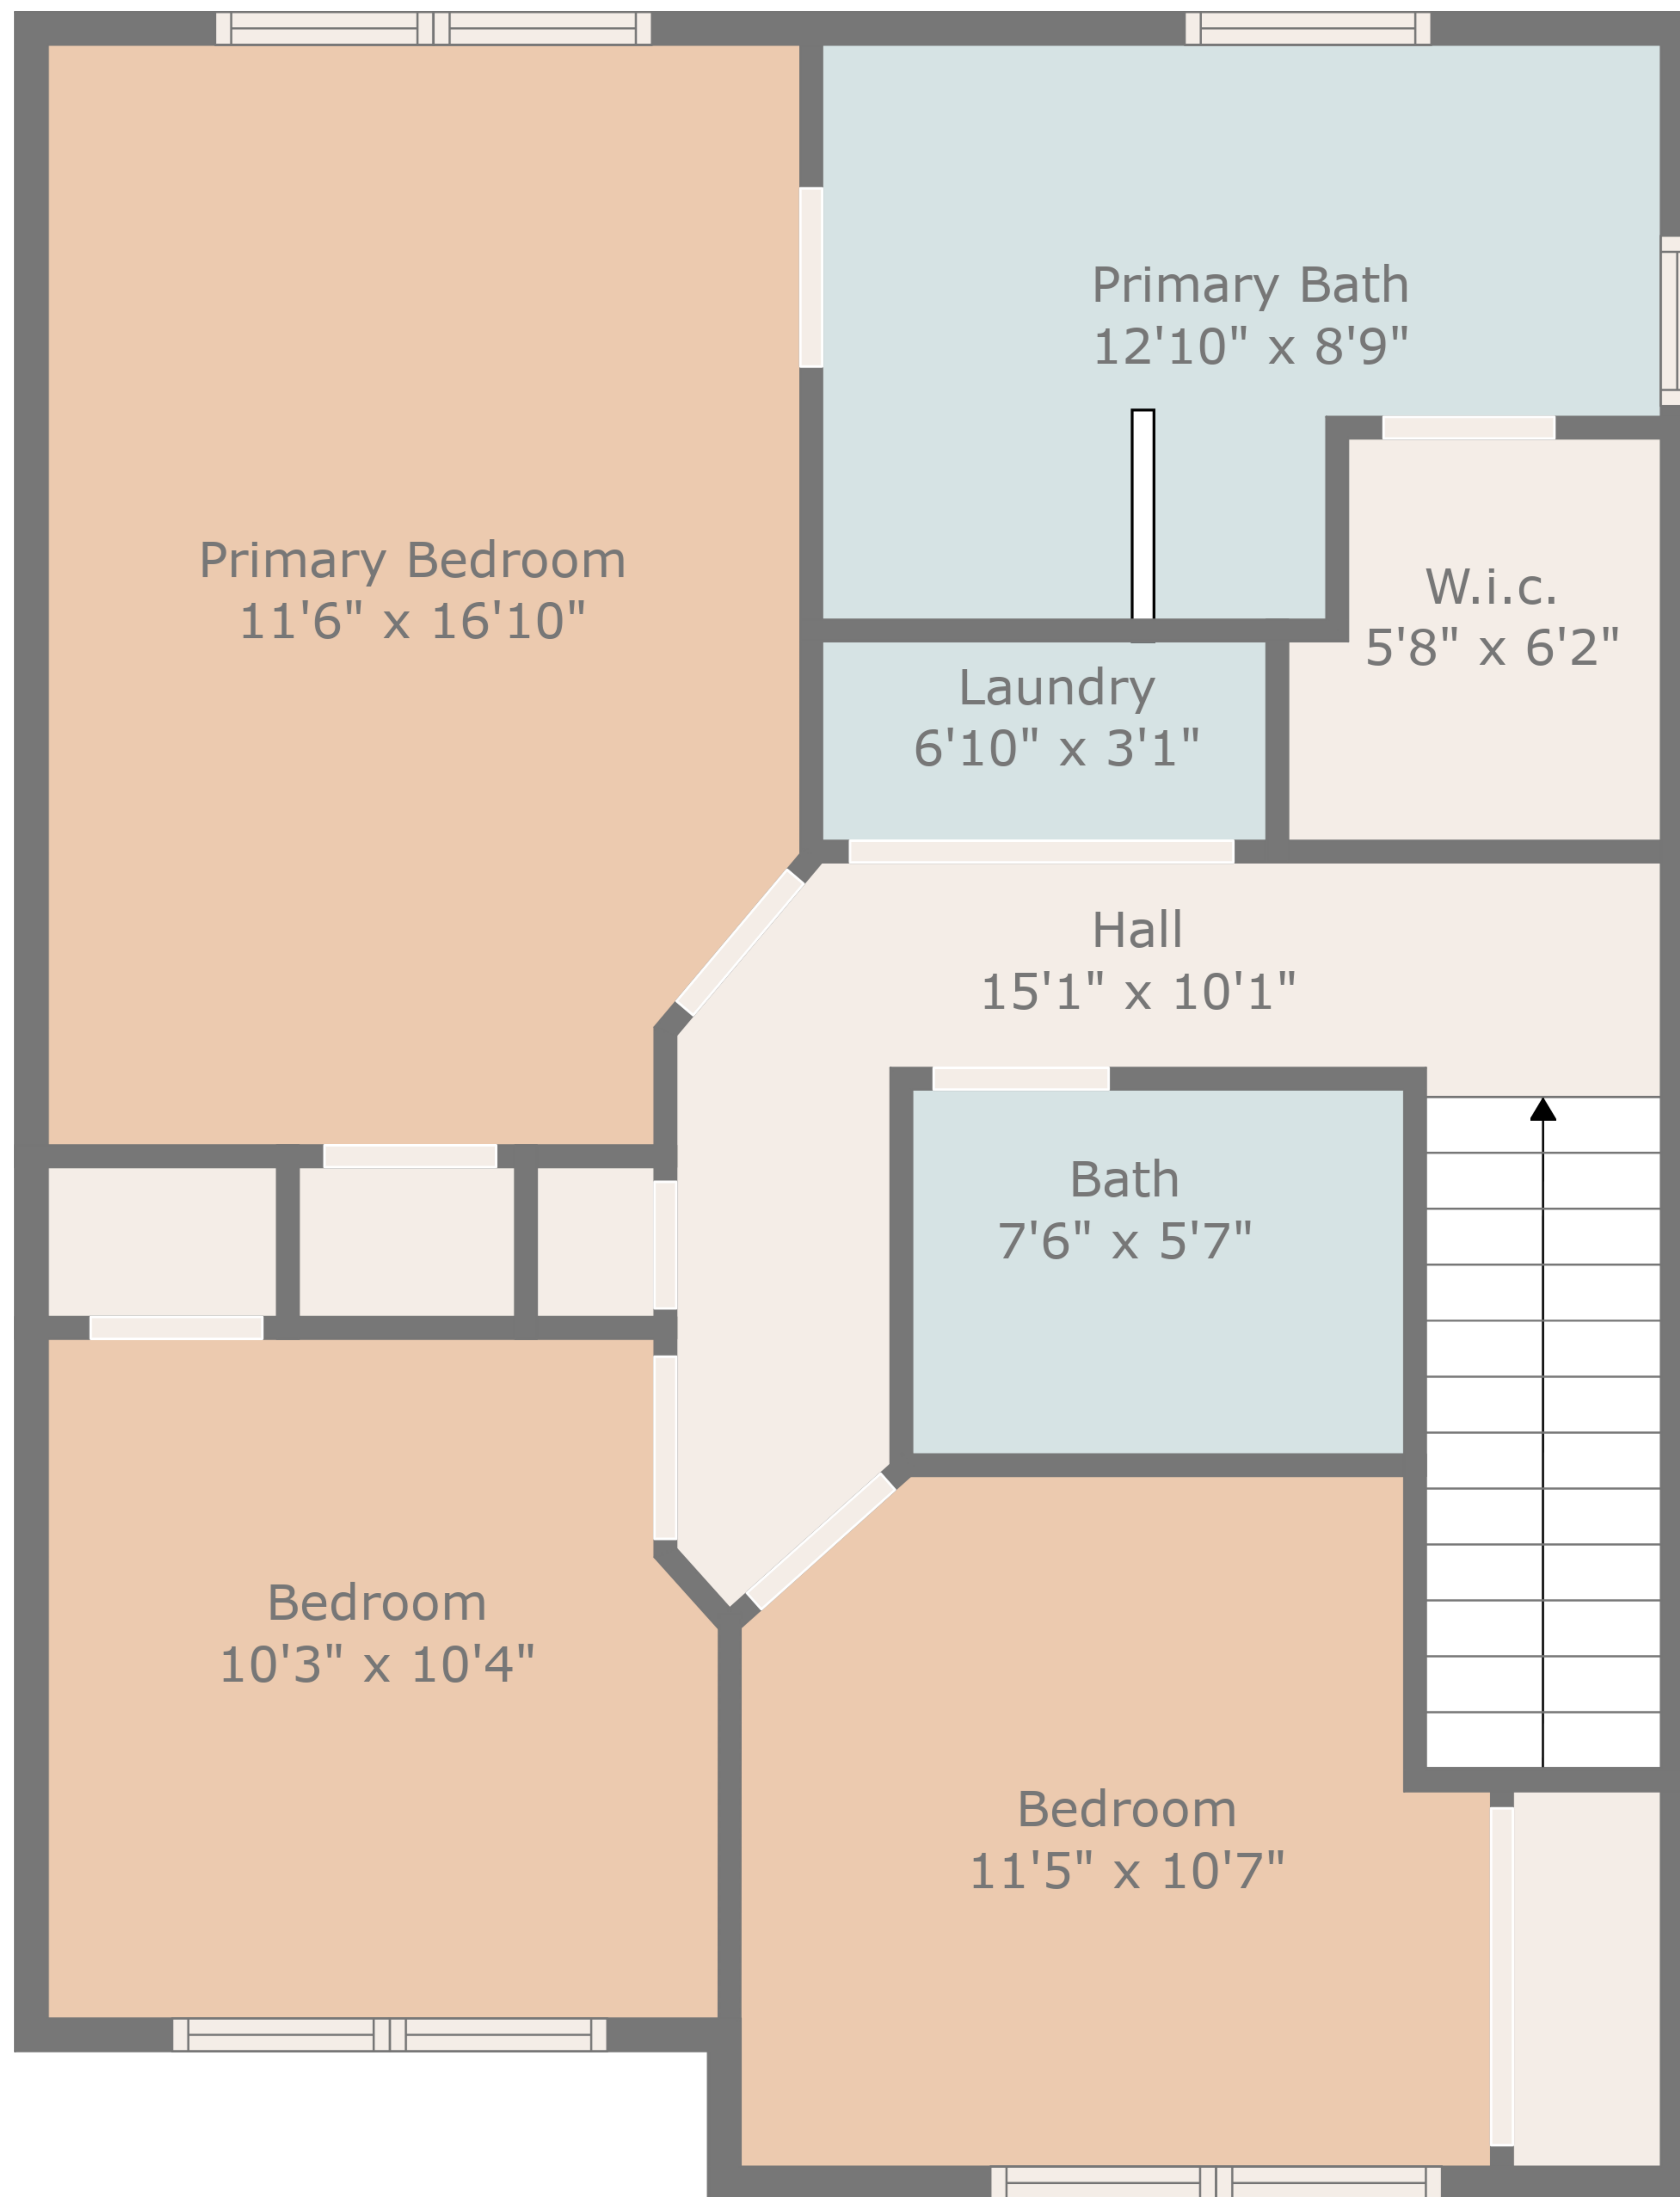 Primary Bath
12'10" x 8'9"
Primary Bedroom
11'6" x 16'10"
W.i.c.
5'8" x 6'2"
Laundry
6'10" x 3'1"
Hall
15'1" x 10'1"
Bath
7'6" x 5'7"
Bedroom
10'3" x 10'4"
Bedroom
11'5" x 10'7"